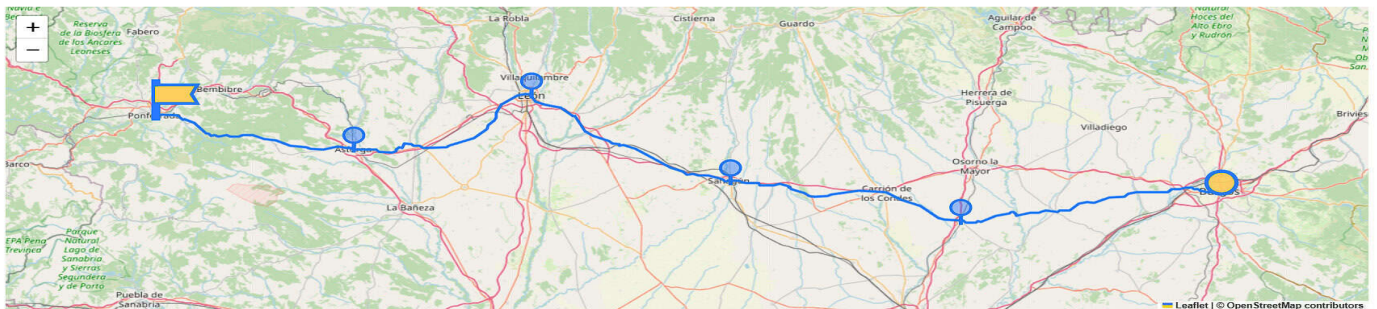 +
−
Reserva
de la Biosfera
de los Ancares
Leoneses
Fabero
La Robla
Cistierna
Guardo
Aguilar de
Campoo
Natural
Hoces del
Alto Ebro
y Rudrón
Bembibre
Ponferrada
Villaquilambre
León
Herrera de
Pisuerga
Villadiego
Brivies
Barco
Astorga
Sahagún
Osorno la
Mayor
Carrión de
los Condes
Burgos
La Bañeza
EPA Pena
Trevinca
Parque
Natural
Lago de
Sanabria
y Sierras
Segundera
y de Porto
Puebla de
Sanabria
Leaflet | © OpenStreetMap contributors